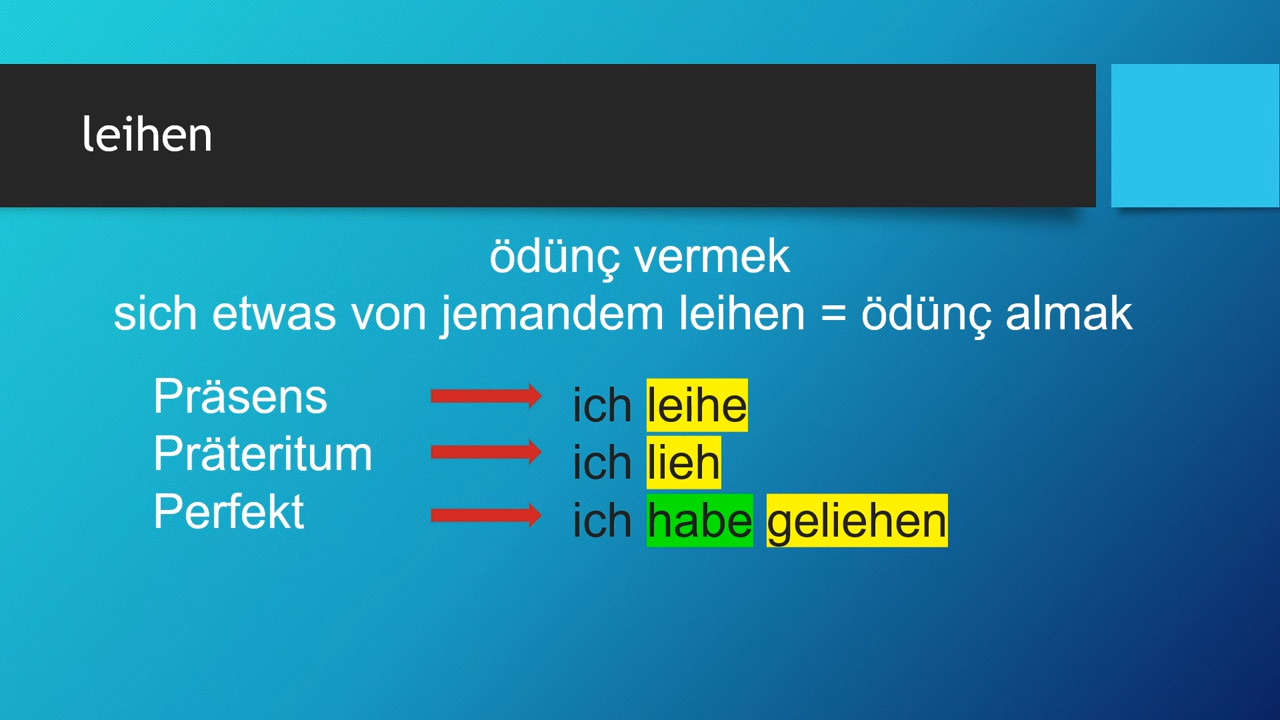 leihen
ödünç vermek
sich etwas von jemandem leihen = ödünç almak
Präsens ich leihe
Präteritum ich lieh
Perfekt ich habe geliehen